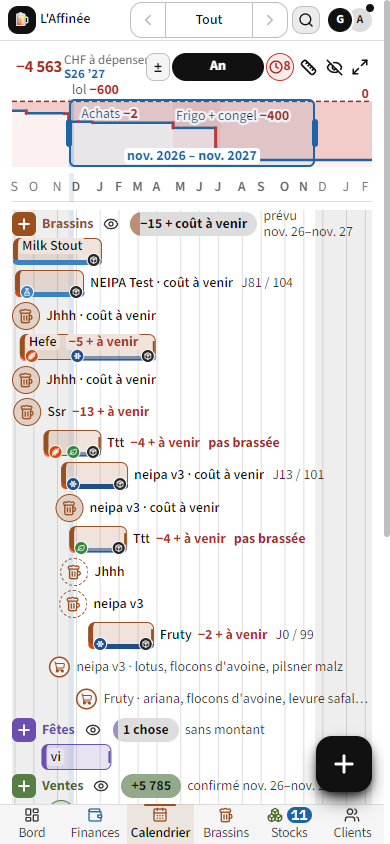 L'Affinée
Tout
G A
−4 563 CHF à dépenser
S26 ’27
± An 8
lol −600
0
Achats −2
Frigo + congel −400
nov. 2026 – nov. 2027
S O N D J F M A M J J A S O N D J F
Brassins −15 + coût à venir prévu
nov. 26–nov. 27
Milk Stout
NEIPA Test · coût à venir J81 / 104
Jhhh · coût à venir
Hefe −5 + à venir
Jhhh · coût à venir
Ssr −13 + à venir
Ttt −4 + à venir pas brassée
neipa v3 · coût à venir J13 / 101
neipa v3 · coût à venir
Ttt −4 + à venir pas brassée
Jhhh
neipa v3
Fruty −2 + à venir J0 / 99
neipa v3 · lotus, flocons d'avoine, pilsner malz
Fruty · ariana, flocons d'avoine, levure safal…
Fêtes 1 chose sans montant
vi
Ventes +5 785 confirmé nov. 26–nov.
Bord Finances Calendrier Brassins Stocks 11 Clients